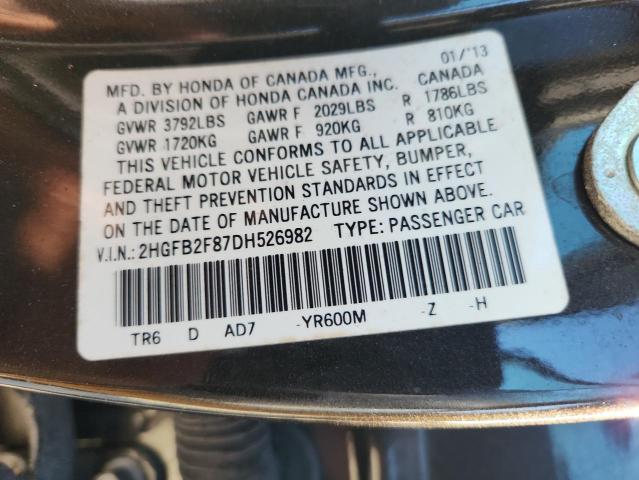 MFD. BY HONDA OF CANADA MFG., 01/'13
A DIVISION OF HONDA CANADA INC. CANADA
GVWR 3792LBS GAWR F 2029LBS R 1786LBS
GVWR 1720KG GAWR F 920KG R 810KG
THIS VEHICLE CONFORMS TO ALL APPLICABLE
FEDERAL MOTOR VEHICLE SAFETY, BUMPER,
AND THEFT PREVENTION STANDARDS IN EFFECT
ON THE DATE OF MANUFACTURE SHOWN ABOVE.
V.I.N.: 2HGFB2F87DH526982 TYPE: PASSENGER CAR
TR6 D AD7 -YR600M -Z -H